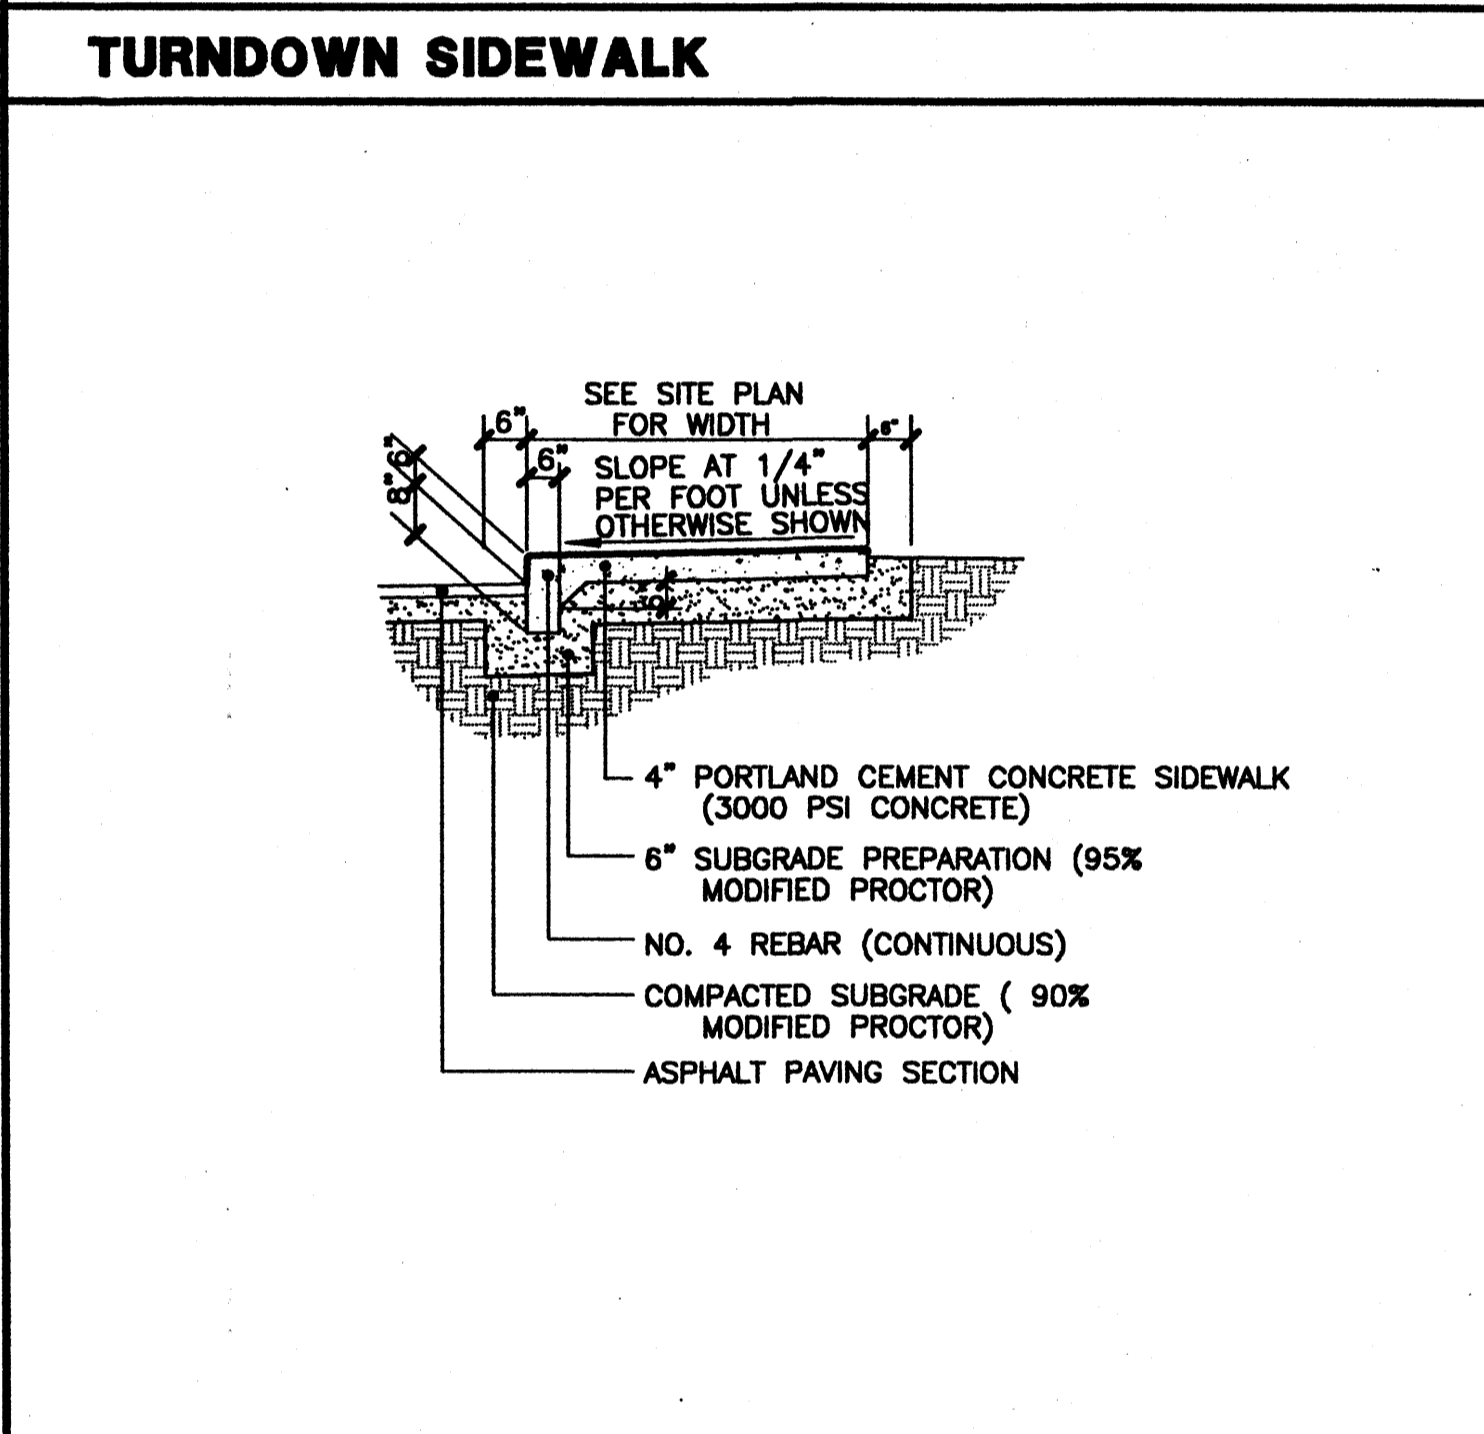 TURNDOWN SIDEWALK
SEE SITE PLAN
FOR WIDTH
6"
6"
6"
6"
8"
SLOPE AT 1/4"
PER FOOT UNLESS
OTHERWISE SHOWN
4" PORTLAND CEMENT CONCRETE SIDEWALK
(3000 PSI CONCRETE)
6" SUBGRADE PREPARATION (95%
MODIFIED PROCTOR)
NO. 4 REBAR (CONTINUOUS)
COMPACTED SUBGRADE ( 90%
MODIFIED PROCTOR)
ASPHALT PAVING SECTION